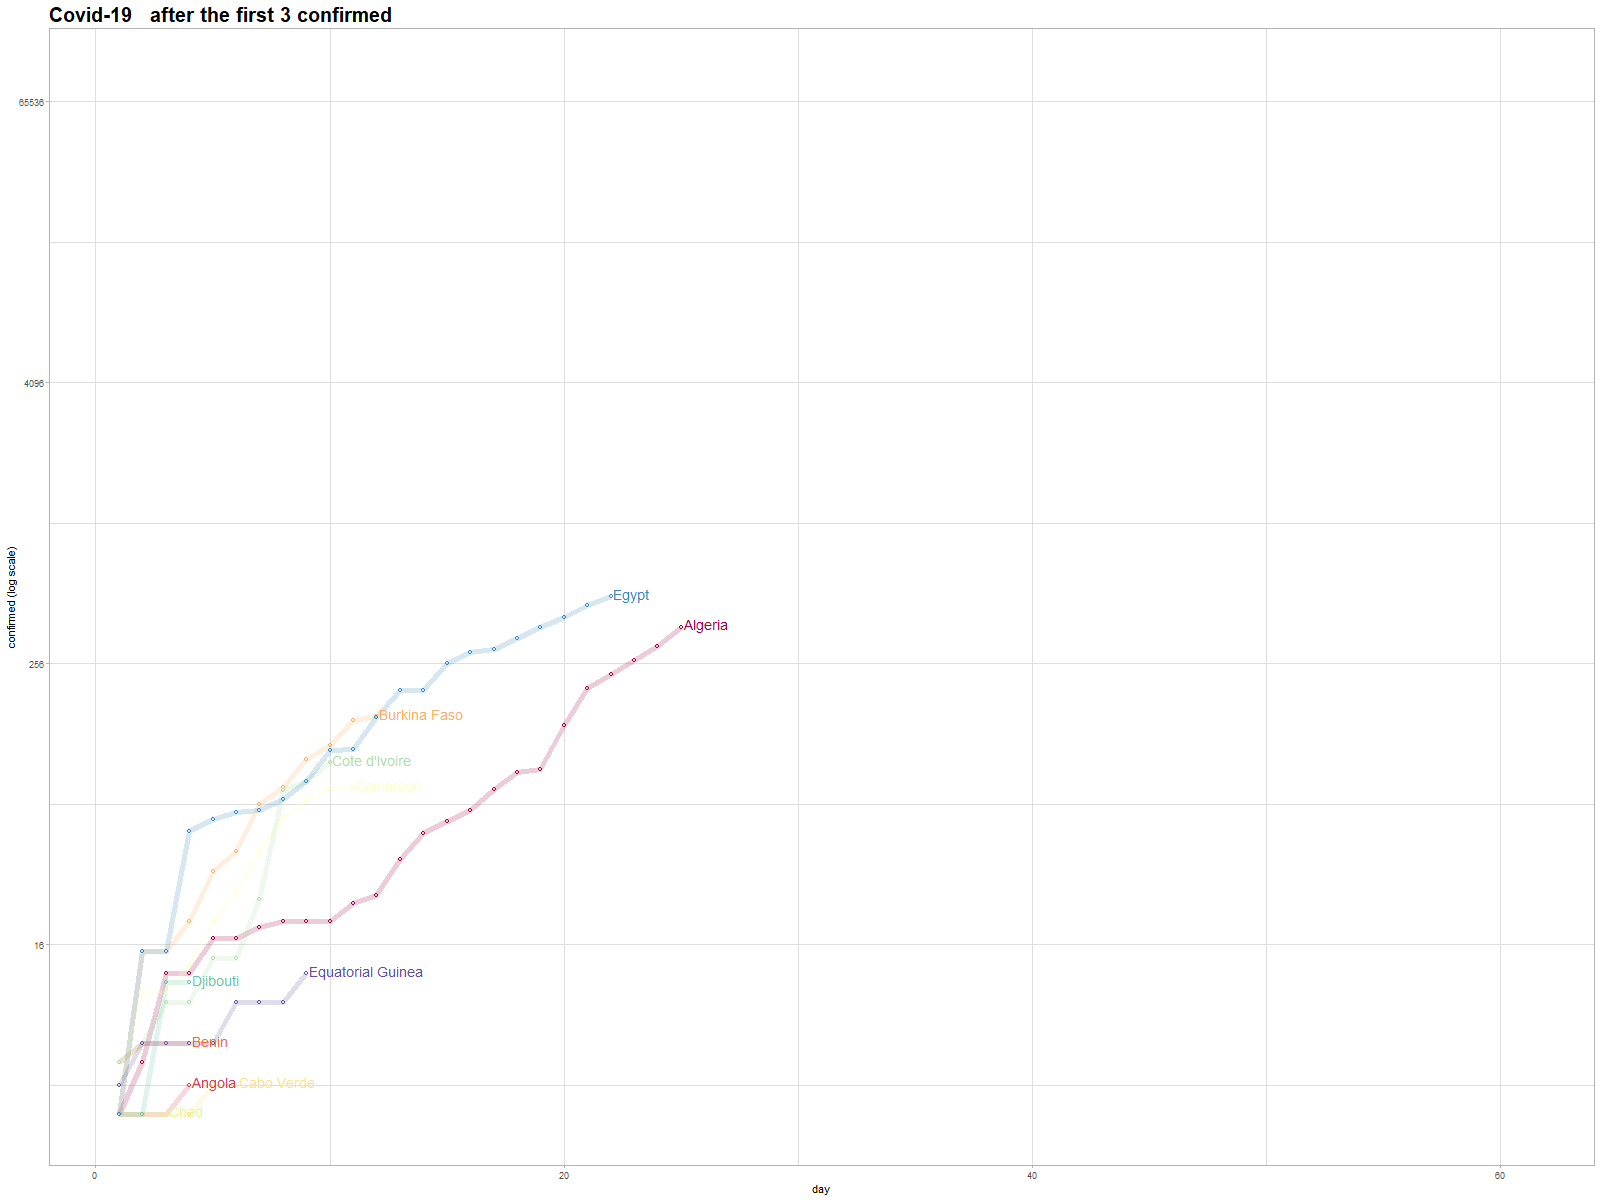 Covid-19   after the first 3 confirmed
65536
4096
256
16
confirmed (log scale)
Egypt
Algeria
Burkina Faso
Cote d'Ivoire
Cameroon
Equatorial Guinea
Djibouti
Benin
Angola
Cabo Verde
Chad
0
20
40
60
day